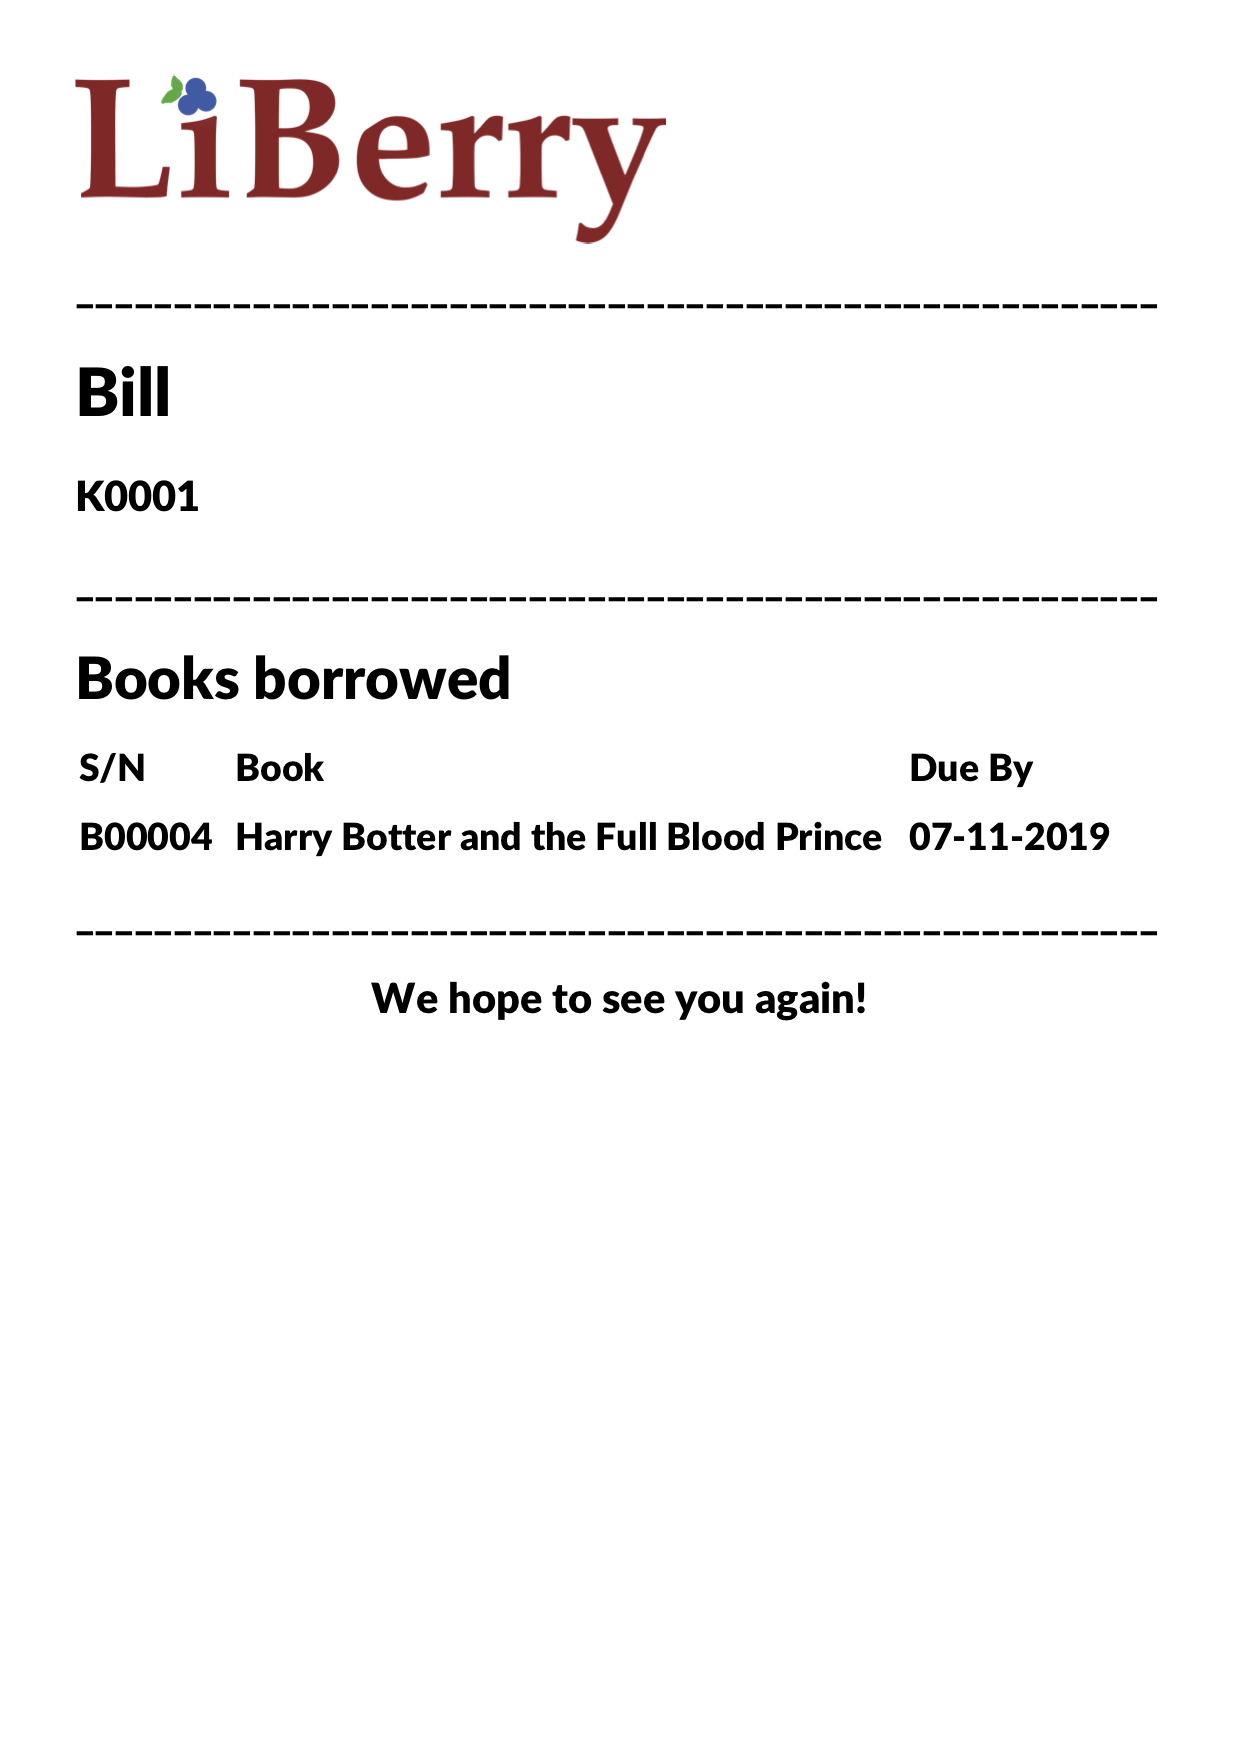 LiBerry
Bill
K0001
Books borrowed
S/N Book Due By
B00004 Harry Botter and the Full Blood Prince 07-11-2019
We hope to see you again!